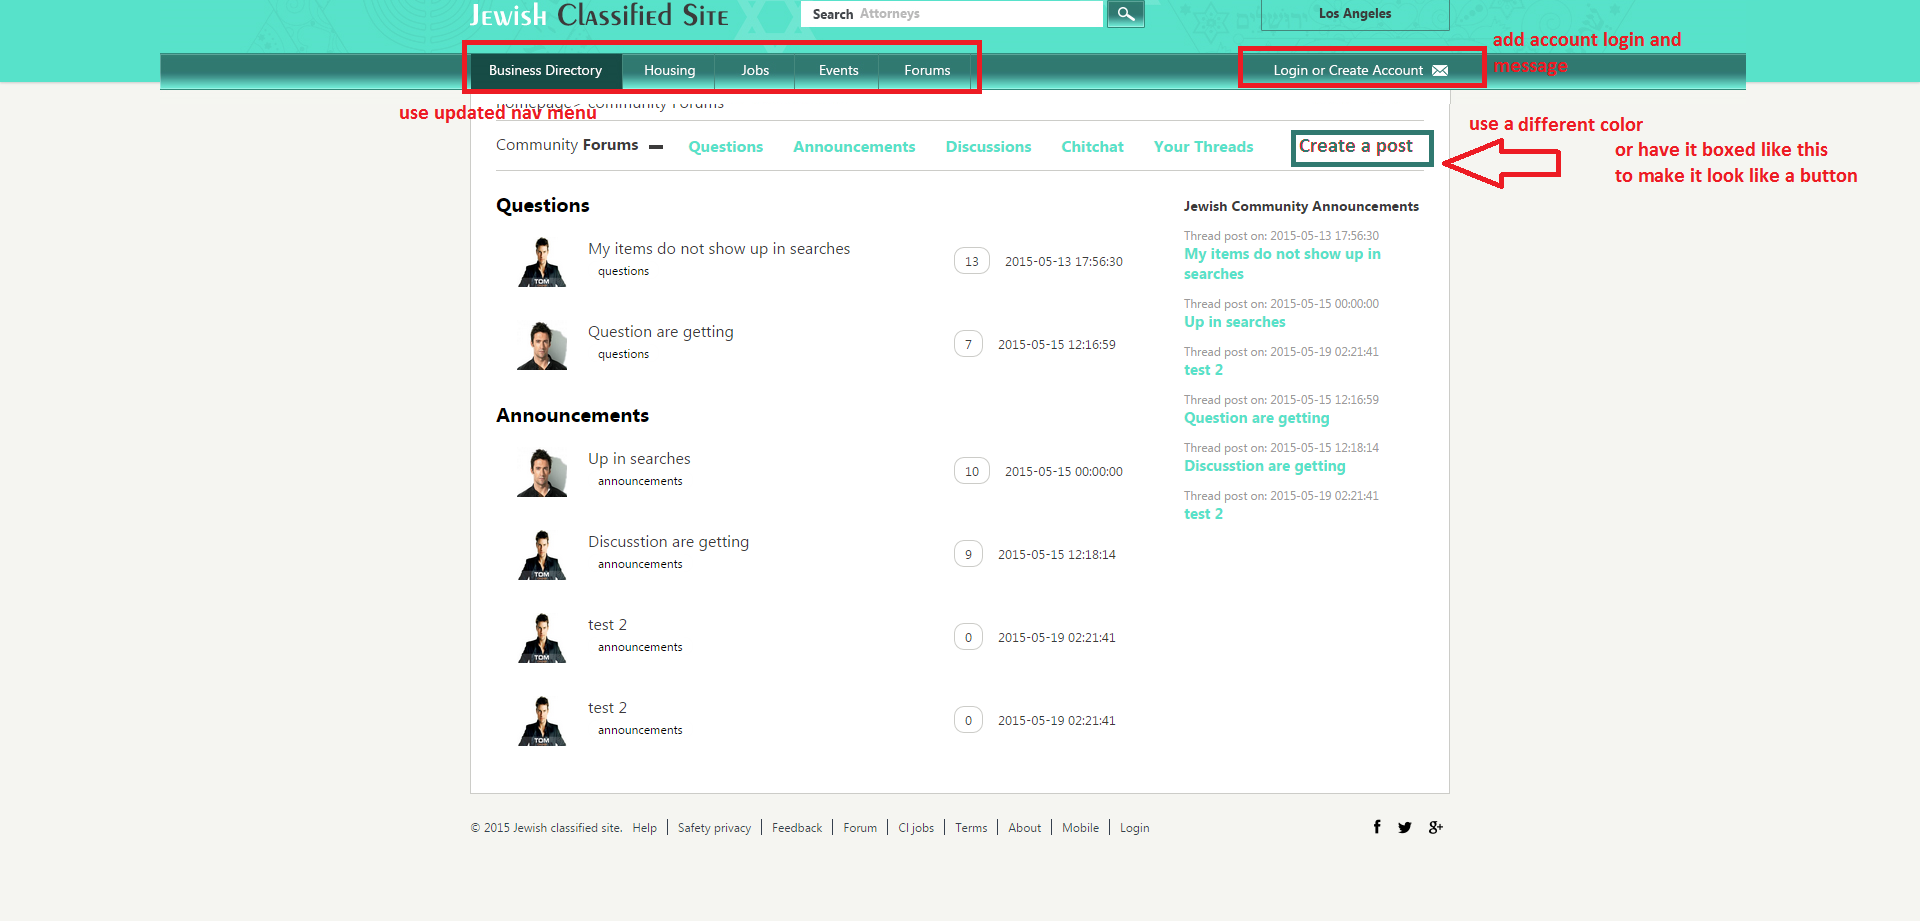 Jewish Classified Site
Search Attorneys
Los Angeles
add account login and
message
Business Directory Housing Jobs Events Forums
Login or Create Account
homepage> community Forums
use updated nav menu
use a different color
or have it boxed like this
to make it look like a button
Community Forums Questions Announcements Discussions Chitchat Your Threads Create a post
Questions
My items do not show up in searches
questions
13 2015-05-13 17:56:30
TOM
Question are getting
questions
7 2015-05-15 12:16:59
Announcements
Up in searches
announcements
10 2015-05-15 00:00:00
Discusstion are getting
announcements
9 2015-05-15 12:18:14
TOM
test 2
announcements
0 2015-05-19 02:21:41
TOM
test 2
announcements
0 2015-05-19 02:21:41
TOM
Jewish Community Announcements
Thread post on: 2015-05-13 17:56:30
My items do not show up in
searches
Thread post on: 2015-05-15 00:00:00
Up in searches
Thread post on: 2015-05-19 02:21:41
test 2
Thread post on: 2015-05-15 12:16:59
Question are getting
Thread post on: 2015-05-15 12:18:14
Discusstion are getting
Thread post on: 2015-05-19 02:21:41
test 2
© 2015 Jewish classified site. Help Safety privacy Feedback Forum Cl jobs Terms About Mobile Login
f g+